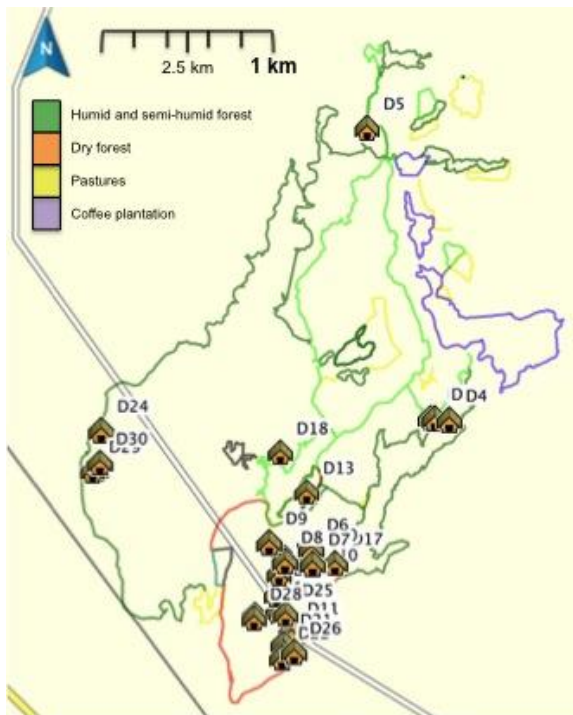 N
2.5 km 1 km
Humid and semi-humid forest
Dry forest
Pastures
Coffee plantation
D5
D24
D30
D D4
D18
D13
D9
D6
D8 D7 D17
D28 D25
D11
D26